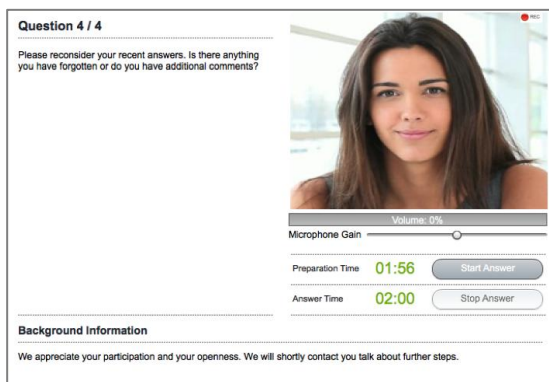 Question 4 / 4
REC
Please reconsider your recent answers. Is there anything
you have forgotten or do you have additional comments?
Volume: 0%
Microphone Gain
Preparation Time 01:56 Start Answer
Answer Time 02:00 Stop Answer
Background Information
We appreciate your participation and your openness. We will shortly contact you talk about further steps.